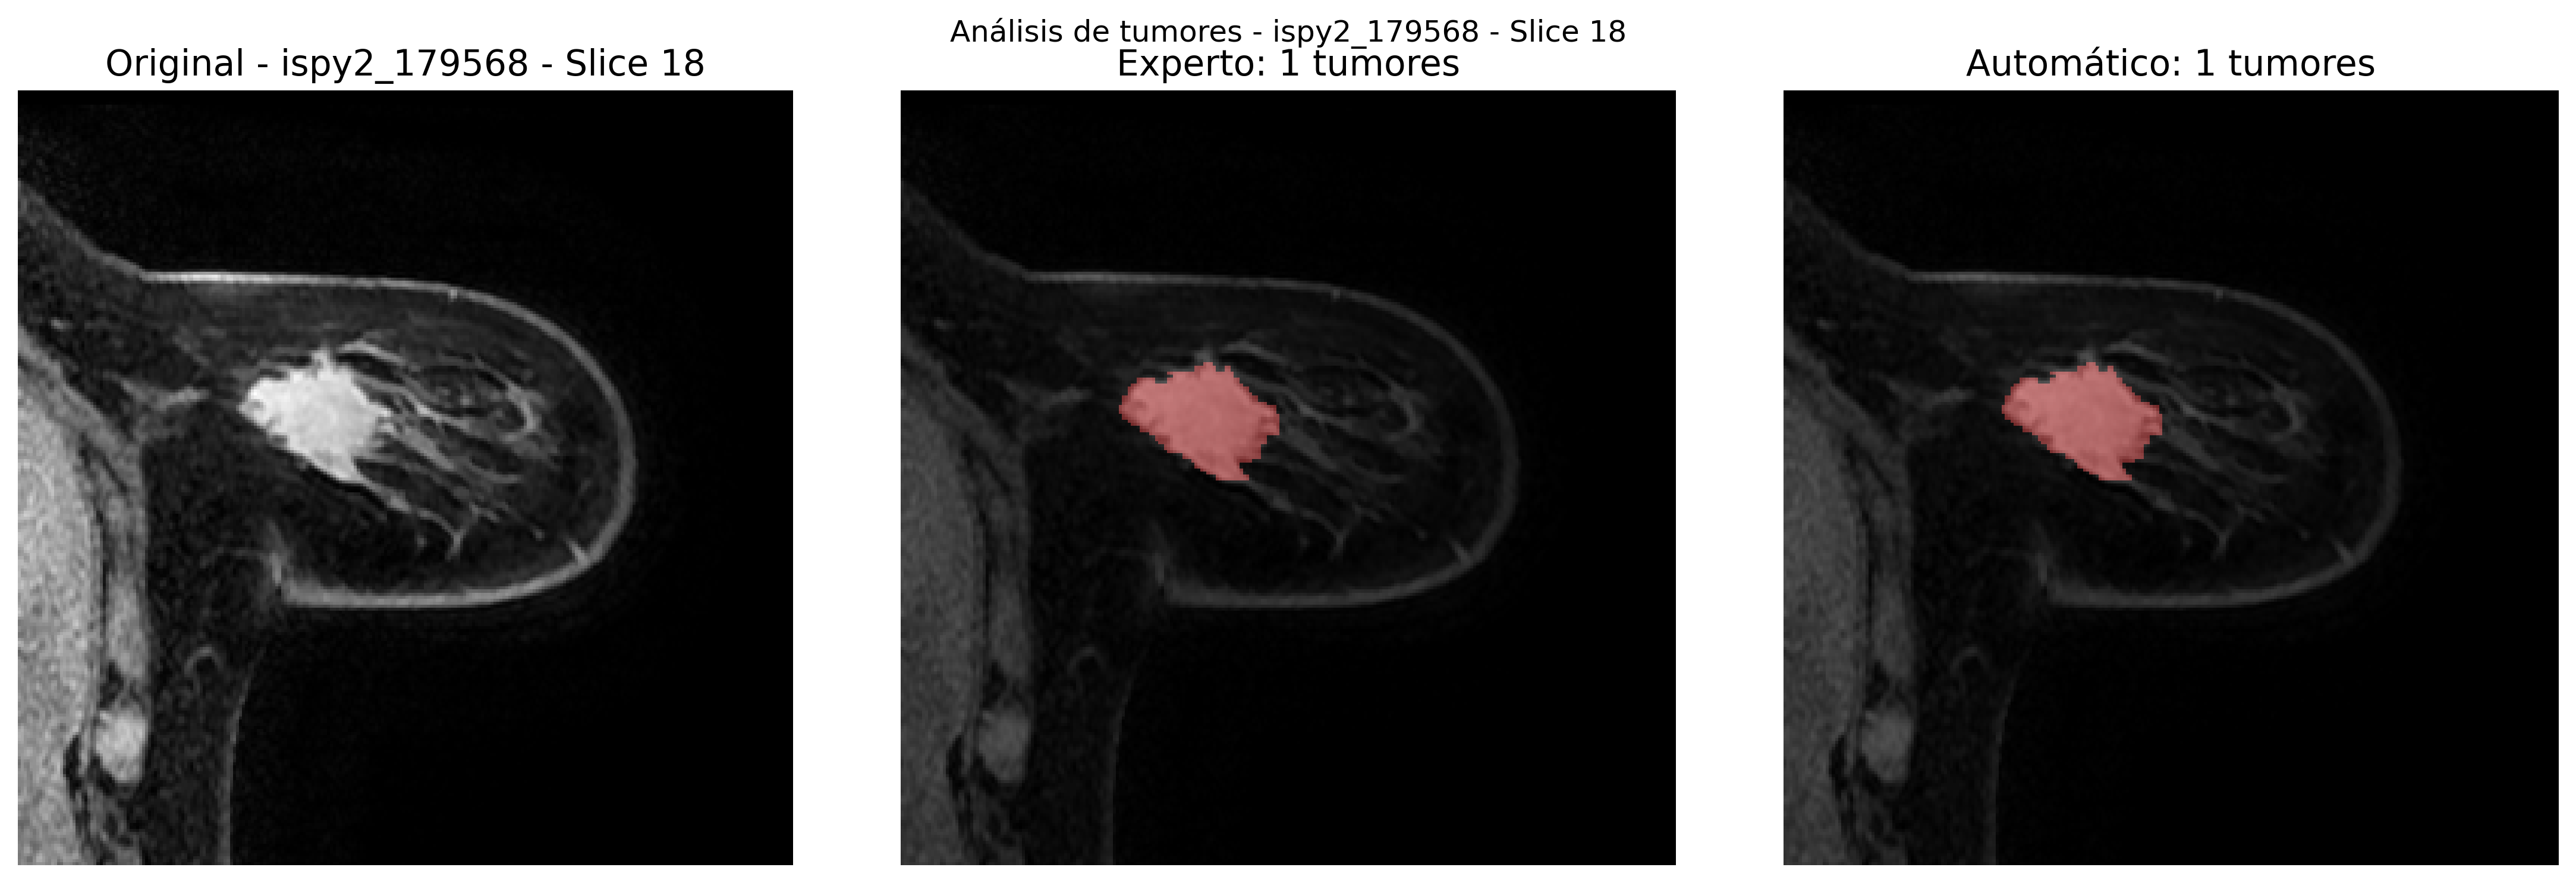 Análisis de tumores - ispy2_179568 - Slice 18
Original - ispy2_179568 - Slice 18
Experto: 1 tumores
Automático: 1 tumores